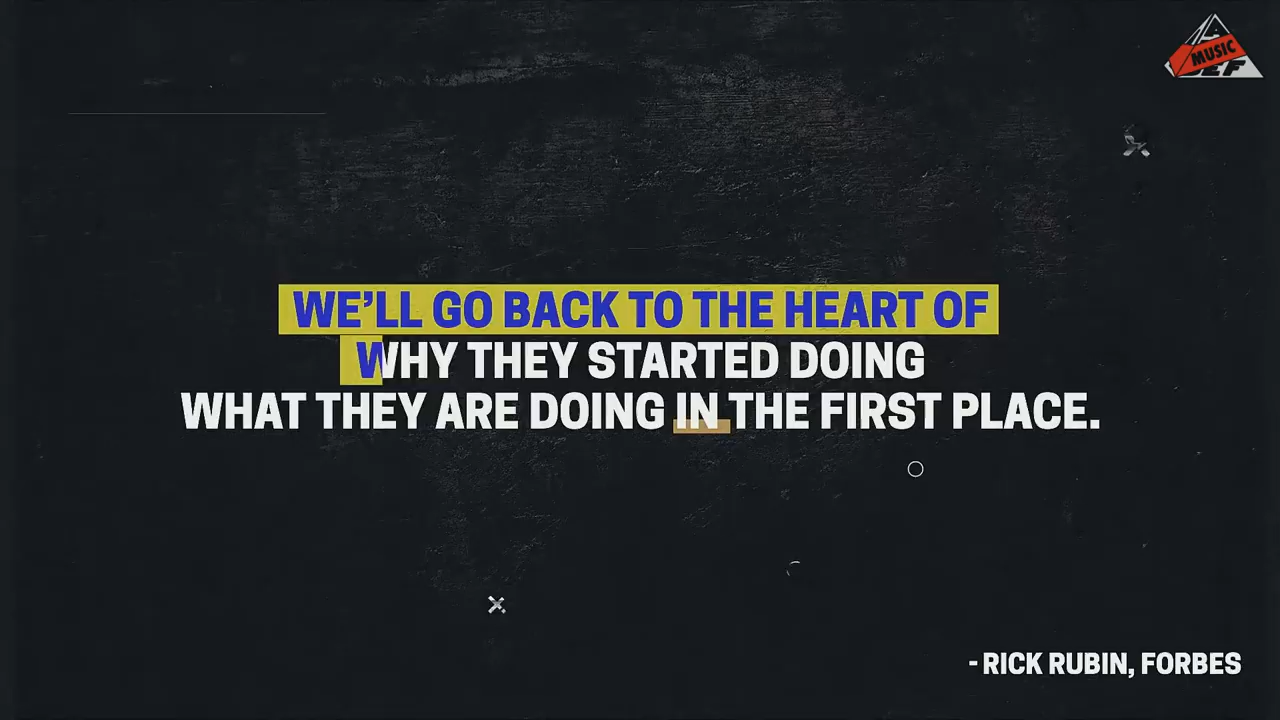 MUSIC
WE'LL GO BACK TO THE HEART OF
WHY THEY STARTED DOING
WHAT THEY ARE DOING IN THE FIRST PLACE.
- RICK RUBIN, FORBES